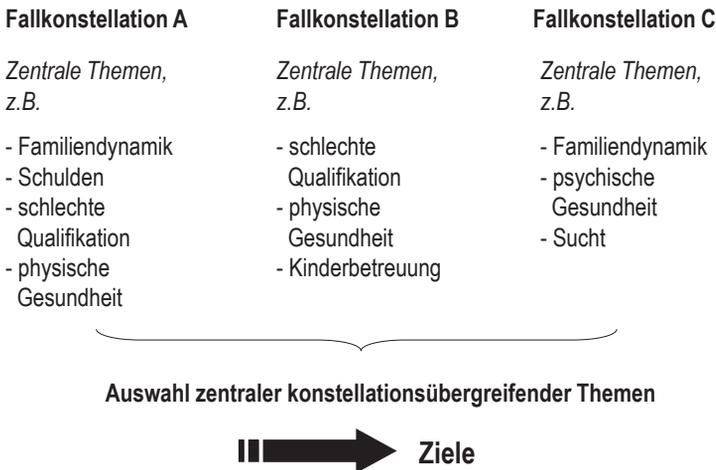 Fallkonstellation A
Zentrale Themen,
z.B.
- Familiendynamik
- Schulden
- schlechte
Qualifikation
- physische
Gesundheit
Fallkonstellation B
Zentrale Themen,
z.B.
- schlechte
Qualifikation
- physische
Gesundheit
- Kinderbetreuung
Fallkonstellation C
Zentrale Themen,
z.B.
- Familiendynamik
- psychische
Gesundheit
- Sucht
Auswahl zentraler konstellationsübergreifender Themen
Ziele